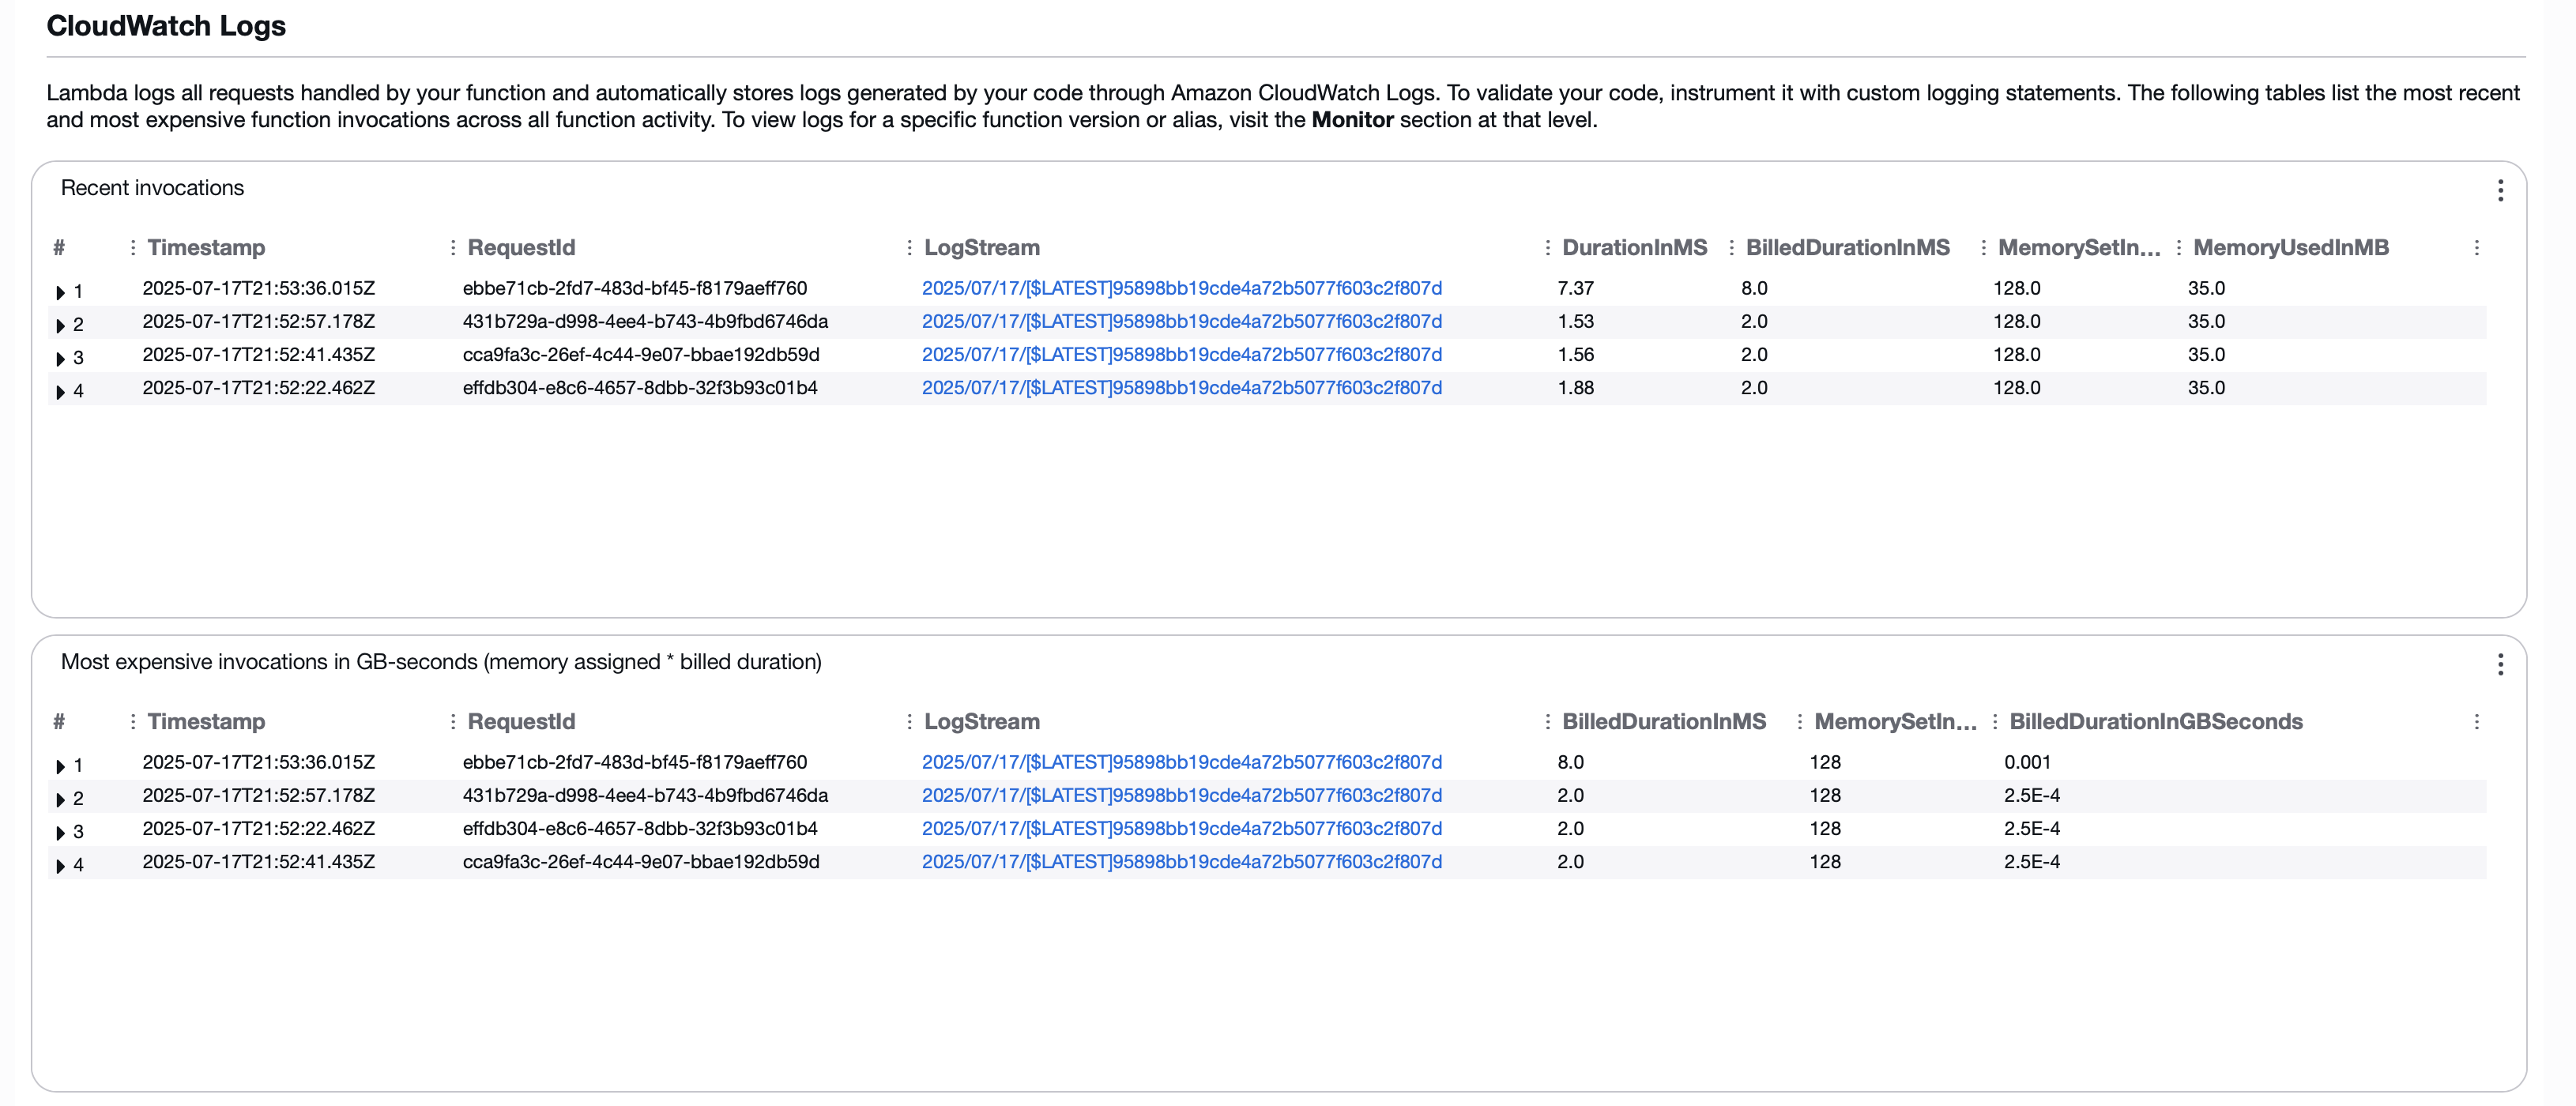 CloudWatch Logs
Lambda logs all requests handled by your function and automatically stores logs generated by your code through Amazon CloudWatch Logs. To validate your code, instrument it with custom logging statements. The following tables list the most recent
and most expensive function invocations across all function activity. To view logs for a specific function version or alias, visit the Monitor section at that level.
Recent invocations
# Timestamp RequestId LogStream DurationInMS BilledDurationInMS MemorySetIn... MemoryUsedInMB
1 2025-07-17T21:53:36.015Z ebbe71cb-2fd7-483d-bf45-f8179aeff760 2025/07/17/[$LATEST]95898bb19cde4a72b5077f603c2f807d 7.37 8.0 128.0 35.0
2 2025-07-17T21:52:57.178Z 431b729a-d998-4ee4-b743-4b9fbd6746da 2025/07/17/[$LATEST]95898bb19cde4a72b5077f603c2f807d 1.53 2.0 128.0 35.0
3 2025-07-17T21:52:41.435Z cca9fa3c-26ef-4c44-9e07-bbae192db59d 2025/07/17/[$LATEST]95898bb19cde4a72b5077f603c2f807d 1.56 2.0 128.0 35.0
4 2025-07-17T21:52:22.462Z effdb304-e8c6-4657-8dbb-32f3b93c01b4 2025/07/17/[$LATEST]95898bb19cde4a72b5077f603c2f807d 1.88 2.0 128.0 35.0
Most expensive invocations in GB-seconds (memory assigned * billed duration)
# Timestamp RequestId LogStream BilledDurationInMS MemorySetIn... BilledDurationInGBSeconds
1 2025-07-17T21:53:36.015Z ebbe71cb-2fd7-483d-bf45-f8179aeff760 2025/07/17/[$LATEST]95898bb19cde4a72b5077f603c2f807d 8.0 128 0.001
2 2025-07-17T21:52:57.178Z 431b729a-d998-4ee4-b743-4b9fbd6746da 2025/07/17/[$LATEST]95898bb19cde4a72b5077f603c2f807d 2.0 128 2.5E-4
3 2025-07-17T21:52:22.462Z effdb304-e8c6-4657-8dbb-32f3b93c01b4 2025/07/17/[$LATEST]95898bb19cde4a72b5077f603c2f807d 2.0 128 2.5E-4
4 2025-07-17T21:52:41.435Z cca9fa3c-26ef-4c44-9e07-bbae192db59d 2025/07/17/[$LATEST]95898bb19cde4a72b5077f603c2f807d 2.0 128 2.5E-4